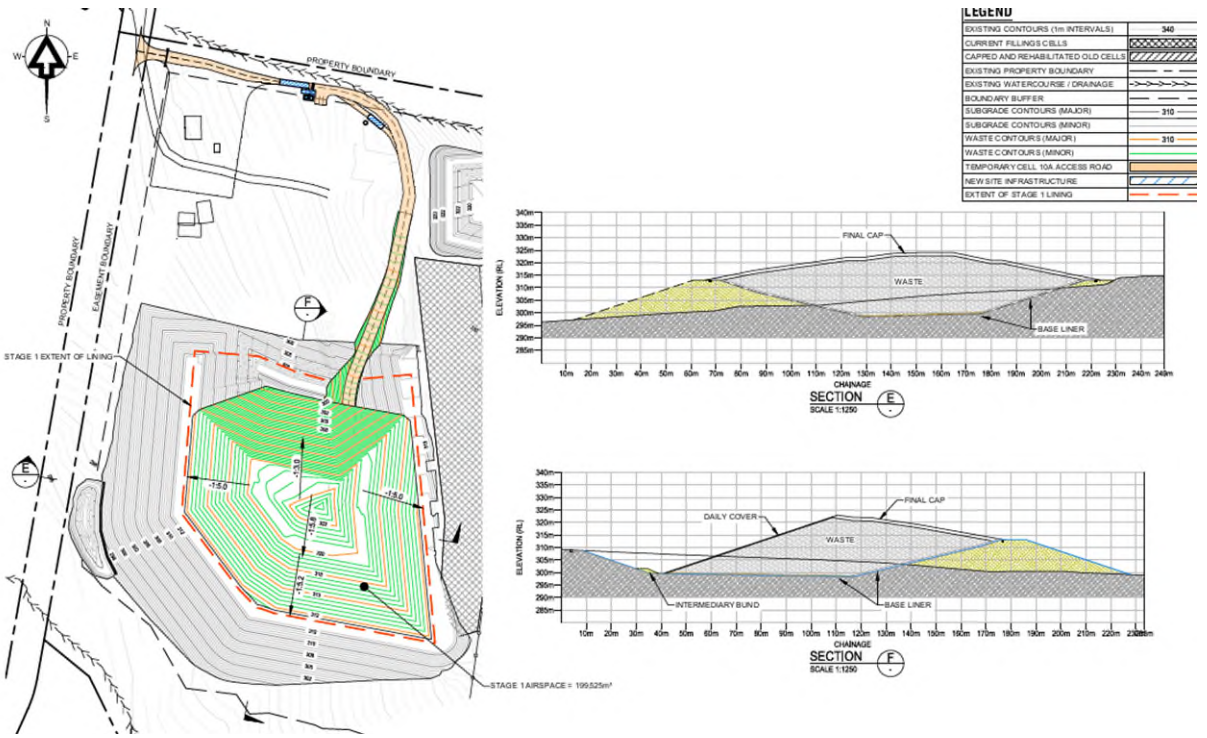 N
W
E
S
PROPERTY BOUNDARY
PROPERTY BOUNDARY
EASEMENT BOUNDARY
STAGE 1 EXTENT OF LINING
F
E
-1:3.0
-1:5.0
-1:5.0
-1:5.2
STAGE 1 AIRSPACE = 199,525m³
LEGEND
EXISTING CONTOURS (1m INTERVALS) 340
CURRENT FILLINGS CELLS
CAPPED AND REHABILITATED OLD CELLS
EXISTING PROPERTY BOUNDARY
EXISTING WATERCOURSE / DRAINAGE
BOUNDARY BUFFER
SUBGRADE CONTOURS (MAJOR) 310
SUBGRADE CONTOURS (MINOR)
WASTE CONTOURS (MAJOR) 310
WASTE CONTOURS (MINOR)
TEMPORARY CELL 10A ACCESS ROAD
NEW SITE INFRASTRUCTURE
EXTENT OF STAGE 1 LINING
ELEVATION (RL)
340m
335m
330m
325m
320m
315m
310m
305m
300m
295m
290m
285m
FINAL CAP
WASTE
BASE LINER
10m 20m 30m 40m 50m 60m 70m 80m 90m 100m 110m 120m 130m 140m 150m 160m 170m 180m 190m 200m 210m 220m 230m 240m 249m
CHAINAGE
SECTION E
SCALE 1:1250
ELEVATION (RL)
340m
335m
330m
325m
320m
315m
310m
305m
300m
295m
290m
285m
DAILY COVER
FINAL CAP
WASTE
INTERMEDIARY BUND
BASE LINER
10m 20m 30m 40m 50m 60m 70m 80m 90m 100m 110m 120m 130m 140m 150m 160m 170m 180m 190m 200m 210m 220m
CHAINAGE
SECTION F
SCALE 1:1250